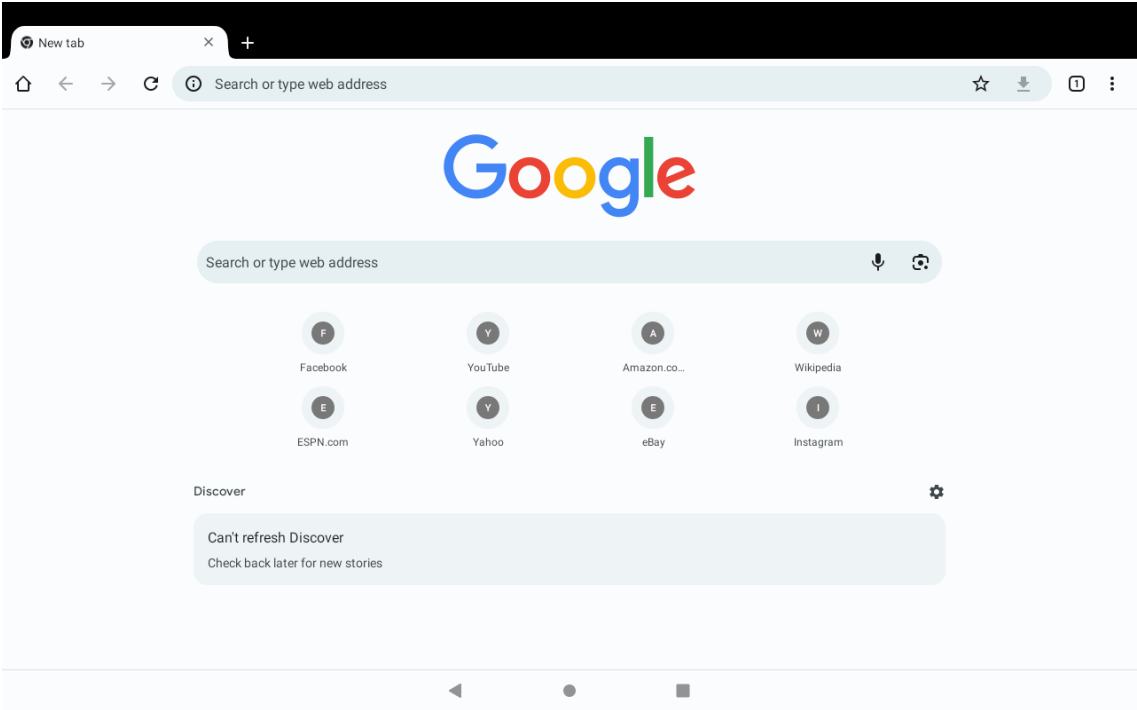 New tab
Search or type web address
1
Google
Search or type web address
F Y A W
Facebook YouTube Amazon.co... Wikipedia
E Y E I
ESPN.com Yahoo eBay Instagram
Discover
Can't refresh Discover
Check back later for new stories